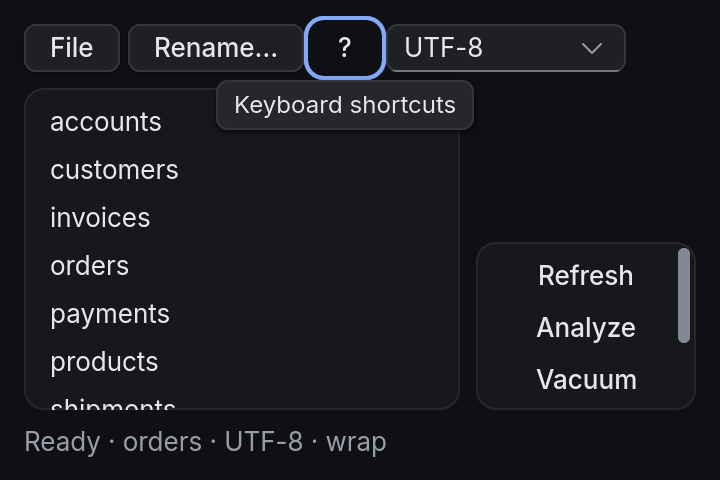 File Rename... ? UTF-8
Keyboard shortcuts
accounts
customers
invoices
orders
payments
products
shipments
Refresh
Analyze
Vacuum
Ready · orders · UTF-8 · wrap